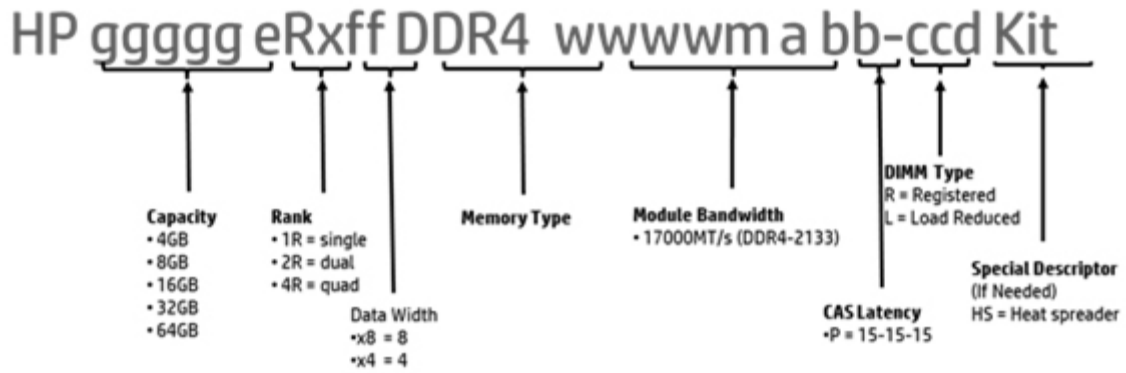 HP ggggg eRxff DDR4 wwwwm a bb-ccd Kit
Capacity
• 4GB
• 8GB
• 16GB
• 32GB
• 64GB
Rank
• 1R = single
• 2R = dual
• 4R = quad
Data Width
•x8 = 8
•x4 = 4
Memory Type
Module Bandwidth
• 17000MT/s (DDR4-2133)
CAS Latency
•P = 15-15-15
DIMM Type
R = Registered
L = Load Reduced
Special Descriptor
(If Needed)
HS = Heat spreader